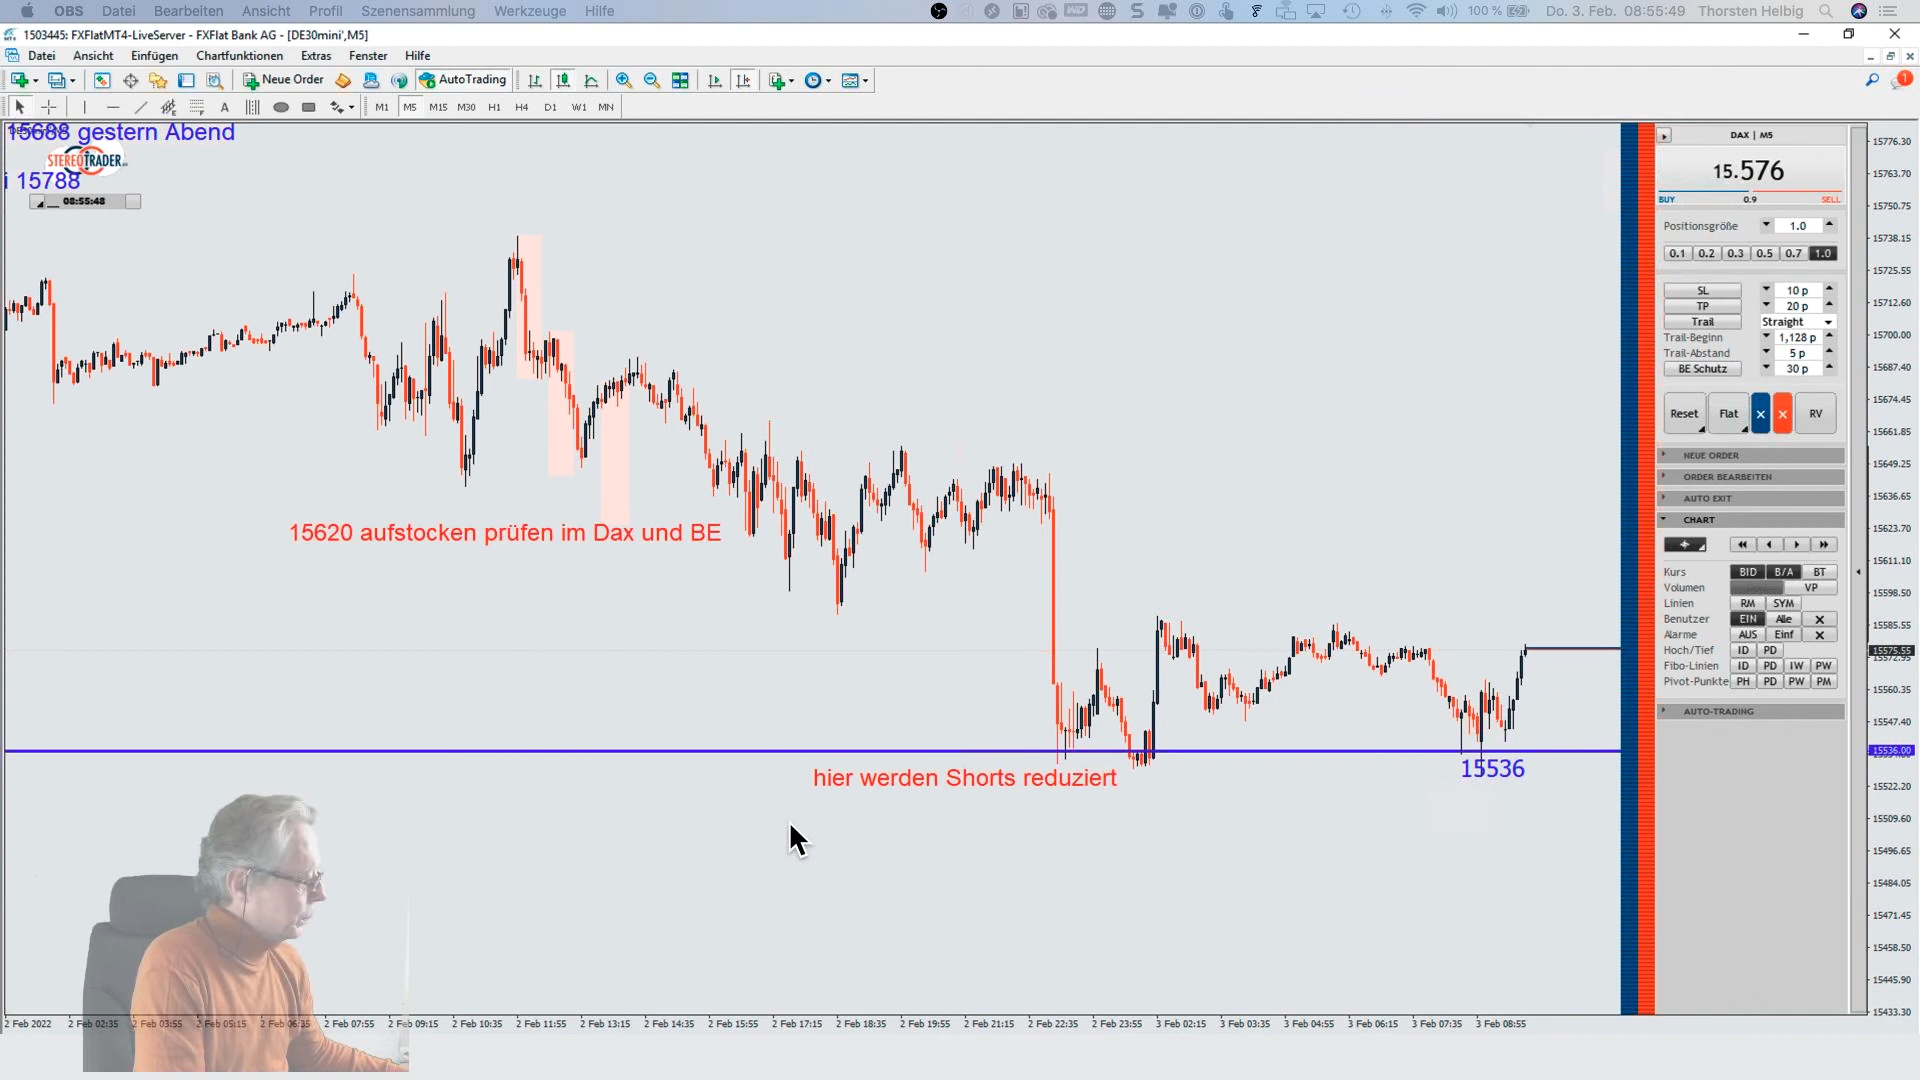 OBS Datei Bearbeiten Ansicht Profil Szenensammlung Werkzeuge Hilfe
100 % Do. 3. Feb. 08:55:49 Thorsten Helbig
1503445: FXFlatMT4-LiveServer - FXFlat Bank AG - [DE30mini',M5]
Datei Ansicht Einfügen Chartfunktionen Extras Fenster Hilfe
Neue Order AutoTrading
M1 M5 M15 M30 H1 H4 D1 W1 MN
15688 gestern Abend
STEREOTRADER
i 15788
08:55:48
15620 aufstocken prüfen im Dax und BE
hier werden Shorts reduziert
15536
DAX | M5
15.576
BUY 0.9 SELL
Positionsgröße 1.0
0.1 0.2 0.3 0.5 0.7 1.0
SL 10 p
TP 20 p
Trail Straight
Trail-Beginn 1,128 p
Trail-Abstand 5 p
BE Schutz 30 p
Reset Flat × × RV
NEUE ORDER
ORDER BEARBEITEN
AUTO EXIT
CHART
Kurs BID B/A BT
Volumen VP
Linien RM SYM
Benutzer EIN Alle ×
Alarme AUS Einf ×
Hoch/Tief ID PD
Fibo-Linien ID PD IW PW
Pivot-Punkte PH PD PW PM
AUTO-TRADING
15776.30
15763.70
15750.75
15738.15
15725.55
15712.60
15700.00
15687.40
15674.45
15661.85
15649.25
15636.65
15623.70
15611.10
15598.50
15585.55
15575.55
15572.95
15560.35
15547.40
15536.00
15522.20
15509.60
15496.65
15484.05
15471.45
15458.50
15445.90
15433.30
2 Feb 2022 2 Feb 02:35 2 Feb 03:55 2 Feb 05:15 2 Feb 06:35 2 Feb 07:55 2 Feb 09:15 2 Feb 10:35 2 Feb 11:55 2 Feb 13:15 2 Feb 14:35 2 Feb 15:55 2 Feb 17:15 2 Feb 18:35 2 Feb 19:55 2 Feb 21:15 2 Feb 22:35 2 Feb 23:55 3 Feb 02:15 3 Feb 03:35 3 Feb 04:55 3 Feb 06:15 3 Feb 07:35 3 Feb 08:55